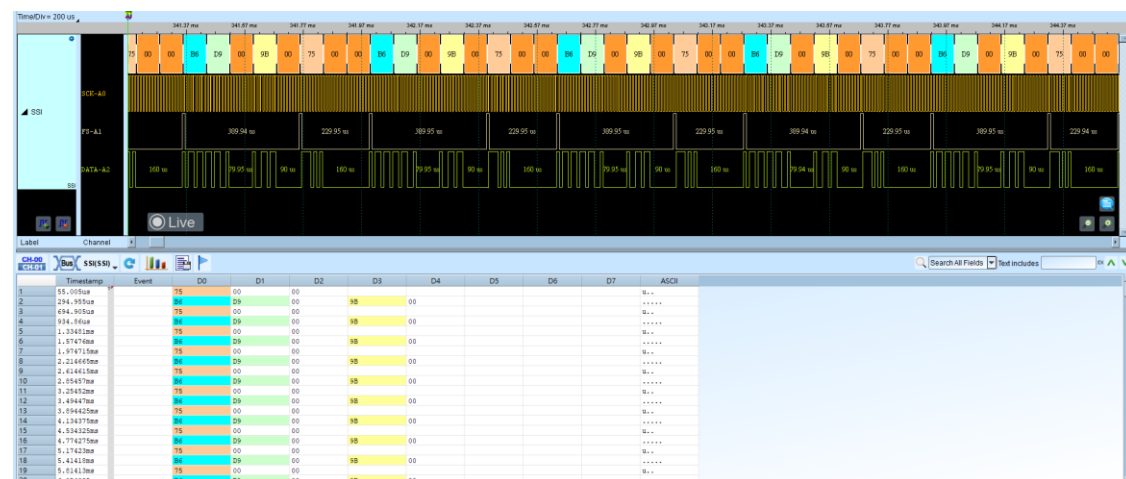 Time/Div= 200 us
341.37 ms 341.57 ms 341.77 ms 341.97 ms 342.17 ms 342.37 ms 342.57 ms 342.77 ms 342.97 ms 343.17 ms 343.37 ms 343.57 ms 343.77 ms 343.97 ms 344.17 ms 344.37 ms
75 00 00 B6 D9 00 9B 00 75 00 00 B6 D9 00 9B 00 75 00 00 B6 D9 00 9B 00 75 00 00 B6 D9 00 9B 00 75 00 00 B6 D9 00 9B 00 75 00 00
SCK-A0
SSI
FS-A1 389.94 us 229.95 us 389.95 us 229.95 us 389.95 us 229.95 us 389.94 us 229.95 us 389.95 us 229.94 us
DATA-A2 160 us 79.95 us 90 us 160 us 79.95 us 90 us 160 us 79.95 us 90 us 160 us 79.94 us 90 us 160 us 79.95 us 90 us 160 us
SSI
Live
Label Channel
CH-00
CH-01 Bus SSI(SSI) Search All Fields Text includes
Timestamp Event D0 D1 D2 D3 D4 D5 D6 D7 ASCII
1 55.005us 75 00 00 u..
2 294.955us B6 D9 00 9B 00 .....
3 694.905us 75 00 00 u..
4 934.86us B6 D9 00 9B 00 .....
5 1.33481ms 75 00 00 u..
6 1.57476ms B6 D9 00 9B 00 .....
7 1.974715ms 75 00 00 u..
8 2.214665ms B6 D9 00 9B 00 .....
9 2.614615ms 75 00 00 u..
10 2.85457ms B6 D9 00 9B 00 .....
11 3.25452ms 75 00 00 u..
12 3.49447ms B6 D9 00 9B 00 .....
13 3.894425ms 75 00 00 u..
14 4.134375ms B6 D9 00 9B 00 .....
15 4.534325ms 75 00 00 u..
16 4.774275ms B6 D9 00 9B 00 .....
17 5.17423ms 75 00 00 u..
18 5.41418ms B6 D9 00 9B 00 .....
19 5.81413ms 75 00 00 u..